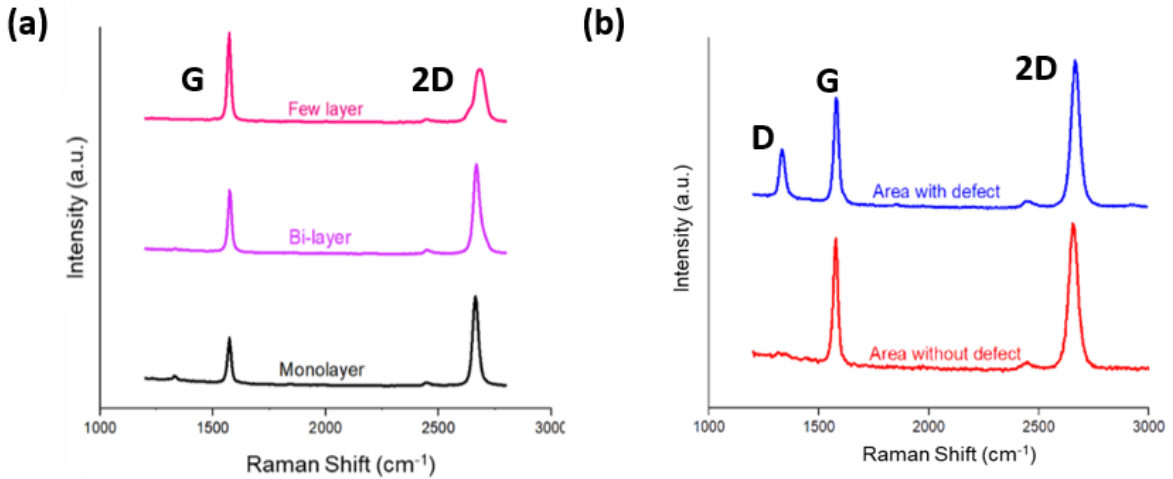 (a)
G
2D
Few layer
Bi-layer
Monolayer
Intensity (a.u.)
1000
1500
2000
2500
3000
Raman Shift (cm⁻¹)
(b)
D
G
2D
Area with defect
Area without defect
Intensity (a.u.)
1000
1500
2000
2500
3000
Raman Shift (cm⁻¹)